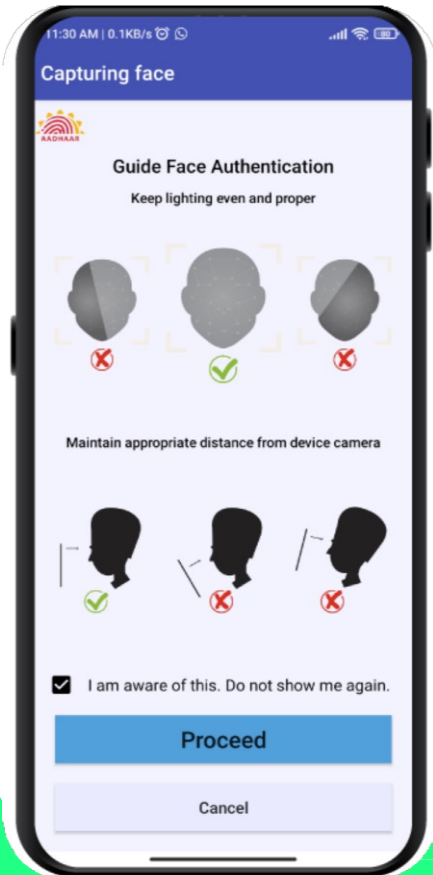 11:30 AM | 0.1KB/s
80
Capturing face
AADHAAR
Guide Face Authentication
Keep lighting even and proper
Maintain appropriate distance from device camera
I am aware of this. Do not show me again.
Proceed
Cancel